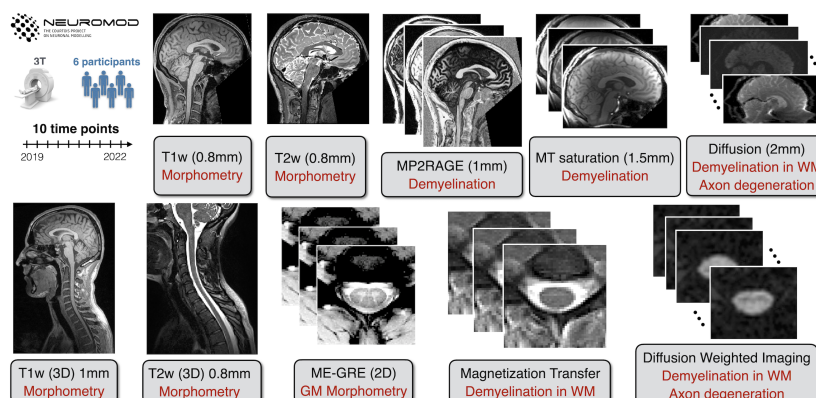 NEUROMOD
THE COURTOIS PROJECT
ON NEURONAL MODELLING
3T
6 participants
10 time points
2019
2022
T1w (0.8mm)
Morphometry
T2w (0.8mm)
Morphometry
MP2RAGE (1mm)
Demyelination
MT saturation (1.5mm)
Demyelination
Diffusion (2mm)
Demyelination in WM
Axon degeneration
T1w (3D) 1mm
Morphometry
T2w (3D) 0.8mm
Morphometry
ME-GRE (2D)
GM Morphometry
Magnetization Transfer
Demyelination in WM
Diffusion Weighted Imaging
Demyelination in WM
Axon degeneration